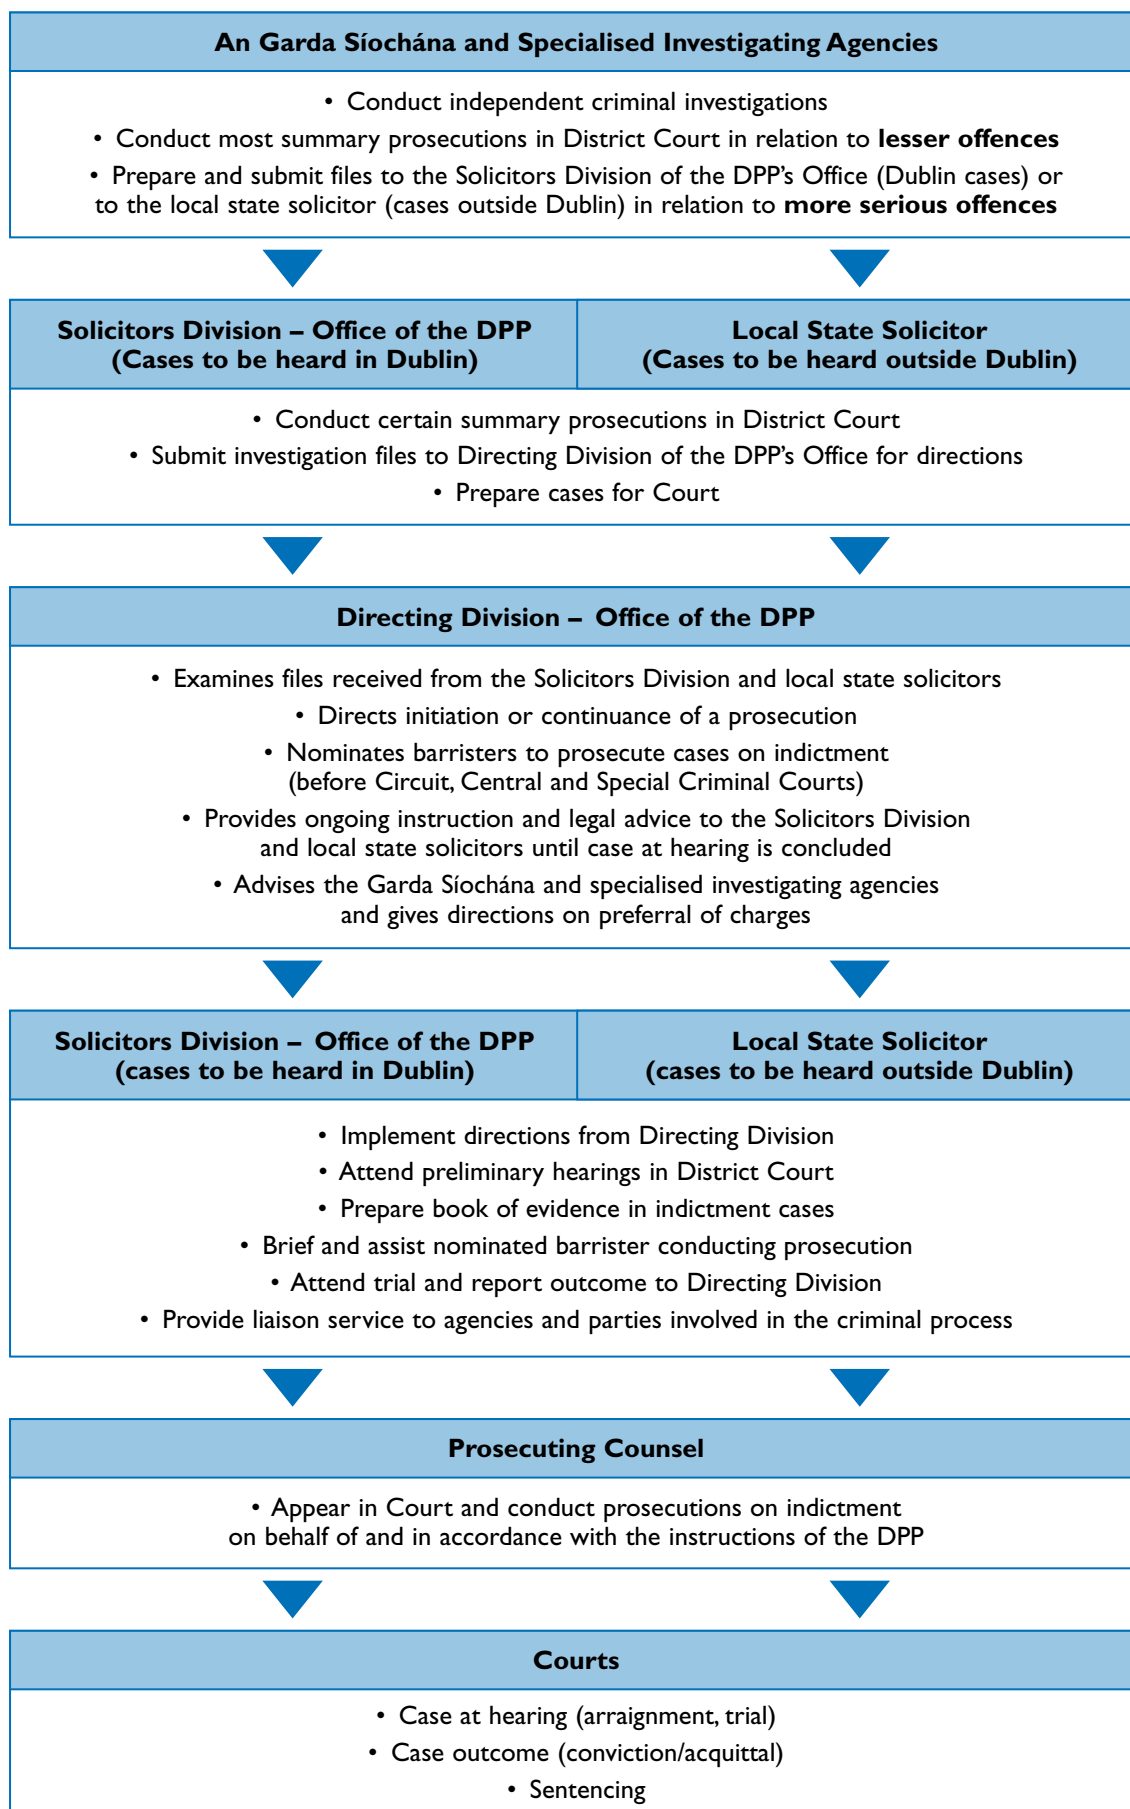 An Garda Síochána and Specialised Investigating Agencies
• Conduct independent criminal investigations
• Conduct most summary prosecutions in District Court in relation to lesser offences
• Prepare and submit files to the Solicitors Division of the DPP’s Office (Dublin cases) or
to the local state solicitor (cases outside Dublin) in relation to more serious offences
Solicitors Division – Office of the DPP
(Cases to be heard in Dublin)
Local State Solicitor
(Cases to be heard outside Dublin)
• Conduct certain summary prosecutions in District Court
• Submit investigation files to Directing Division of the DPP’s Office for directions
• Prepare cases for Court
Directing Division – Office of the DPP
• Examines files received from the Solicitors Division and local state solicitors
• Directs initiation or continuance of a prosecution
• Nominates barristers to prosecute cases on indictment
(before Circuit, Central and Special Criminal Courts)
• Provides ongoing instruction and legal advice to the Solicitors Division
and local state solicitors until case at hearing is concluded
• Advises the Garda Síochána and specialised investigating agencies
and gives directions on preferral of charges
Solicitors Division – Office of the DPP
(cases to be heard in Dublin)
Local State Solicitor
(cases to be heard outside Dublin)
• Implement directions from Directing Division
• Attend preliminary hearings in District Court
• Prepare book of evidence in indictment cases
• Brief and assist nominated barrister conducting prosecution
• Attend trial and report outcome to Directing Division
• Provide liaison service to agencies and parties involved in the criminal process
Prosecuting Counsel
• Appear in Court and conduct prosecutions on indictment
on behalf of and in accordance with the instructions of the DPP
Courts
• Case at hearing (arraignment, trial)
• Case outcome (conviction/acquittal)
• Sentencing